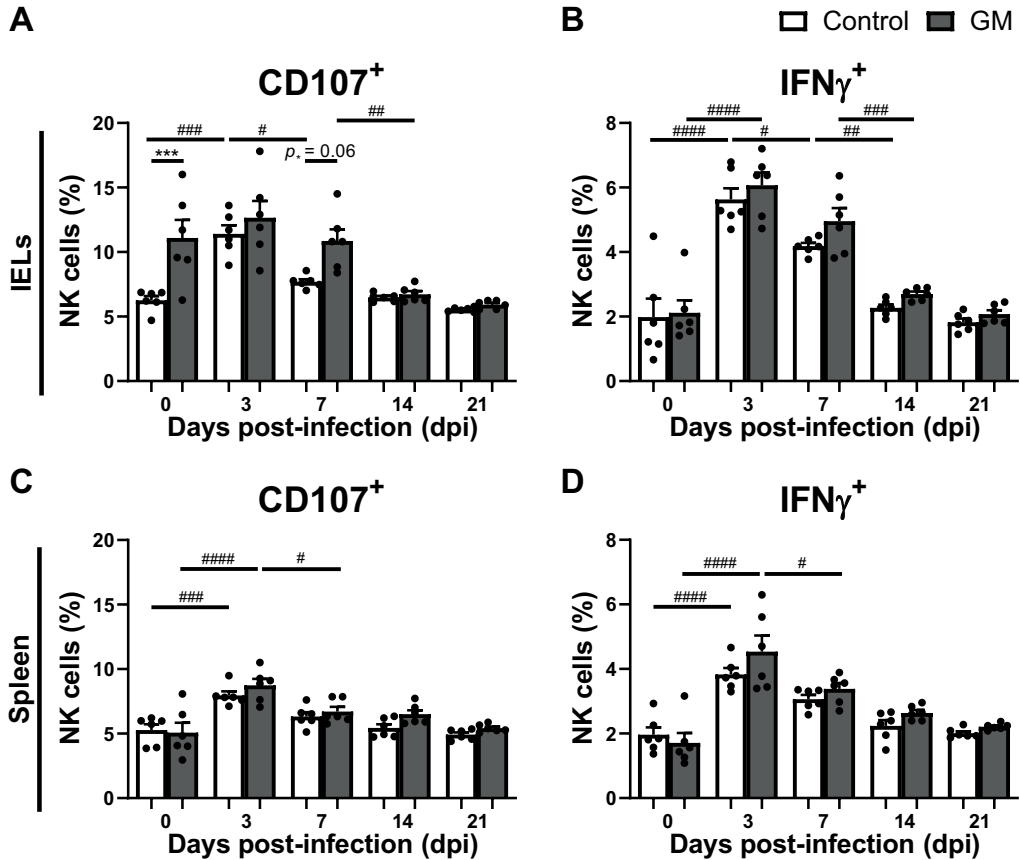 A
B
Control GM
CD107+
IFNγ+
IELs
NK cells (%)
20
15
10
5
0
###
#
##
***
p* = 0.06
0 3 7 14 21
Days post-infection (dpi)
NK cells (%)
8
6
4
2
0
####
###
####
#
##
0 3 7 14 21
Days post-infection (dpi)
C
D
CD107+
IFNγ+
Spleen
NK cells (%)
20
15
10
5
0
####
#
###
0 3 7 14 21
Days post-infection (dpi)
NK cells (%)
8
6
4
2
0
####
#
####
0 3 7 14 21
Days post-infection (dpi)